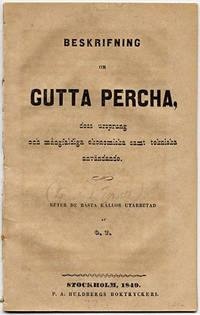 BESKRIFNING
OM
GUTTA PERCHA,
dess ursprung
och mångfaldiga ekonomiska samt tekniska
användande.
EFTER DE BÄSTA KÄLLOR UTARBETAD
AF
STOCKHOLM, 1849.
P. A. HULDBERGS BOKTRYCKERI.